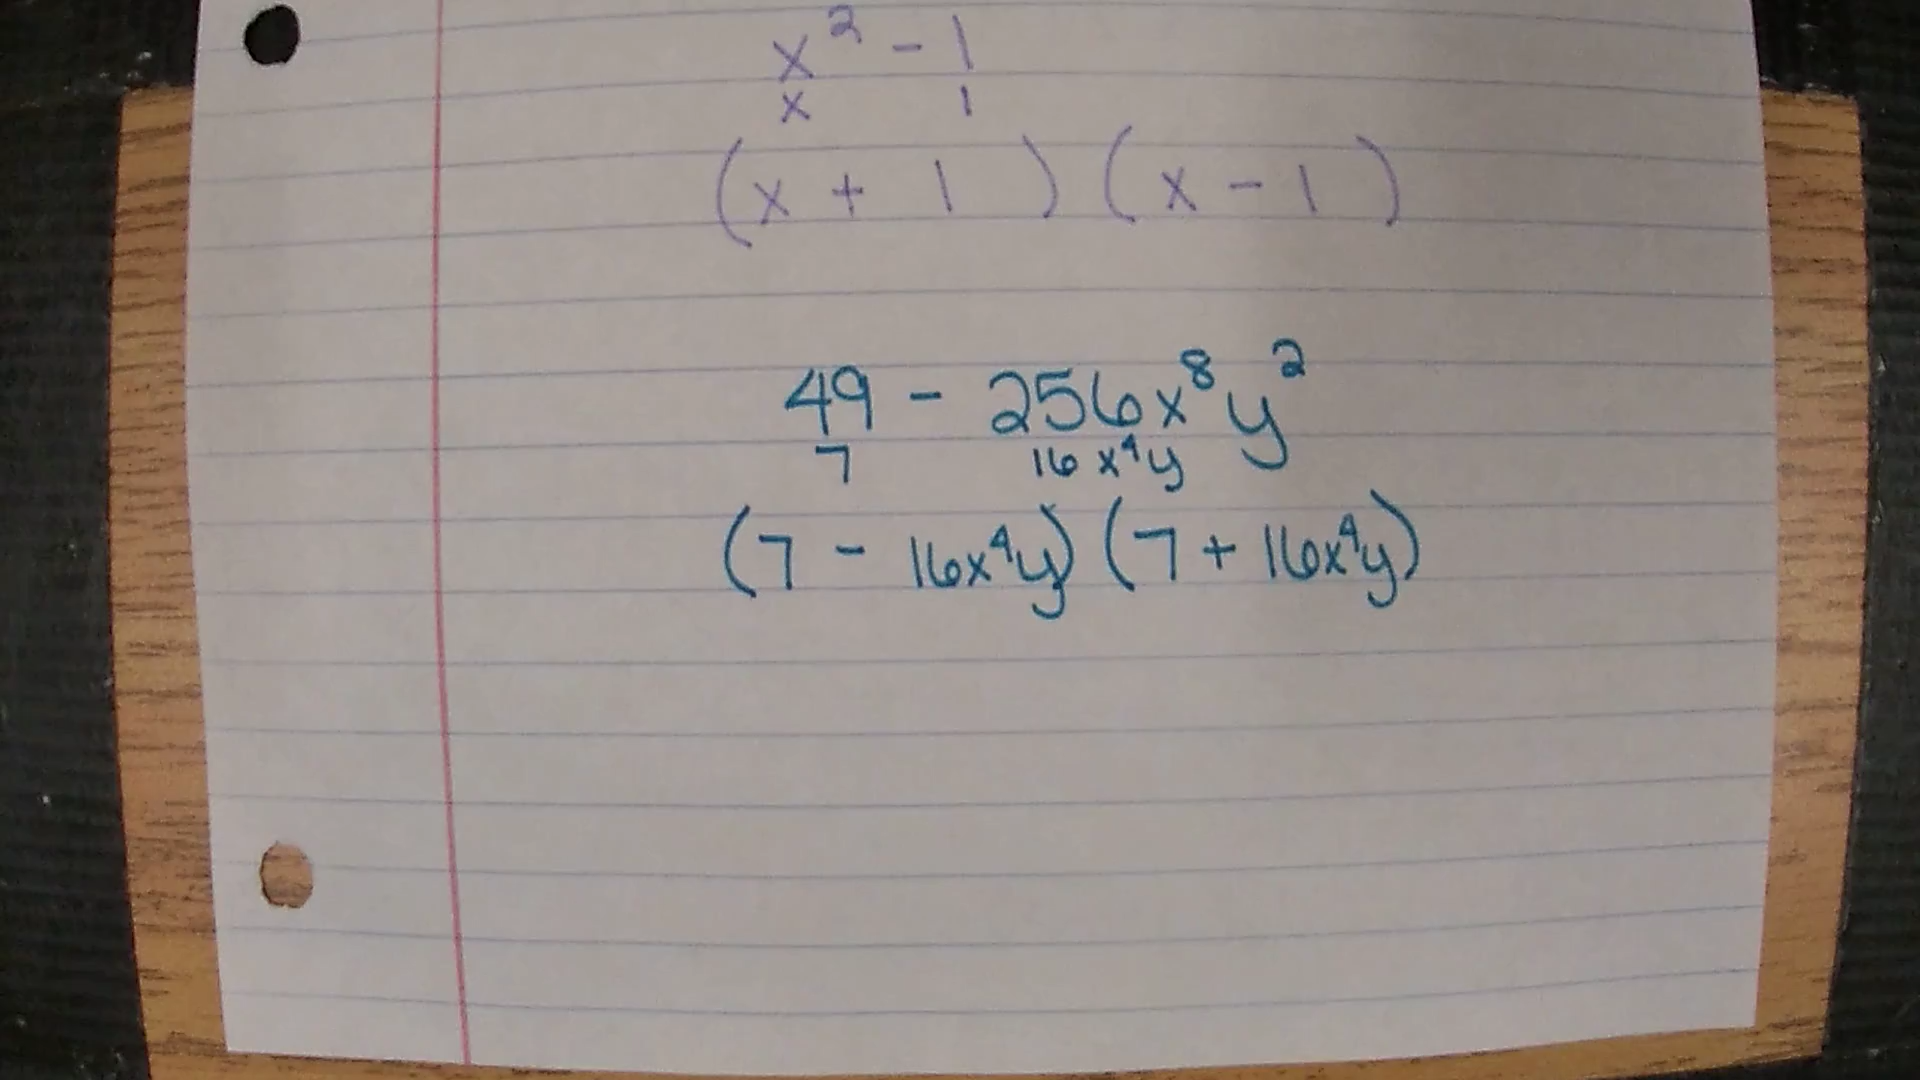 x² - 1
x 1
(x + 1) (x - 1)
49 - 256x⁸y²
7 16x⁴y
(7 - 16x⁴y) (7 + 16x⁴y)